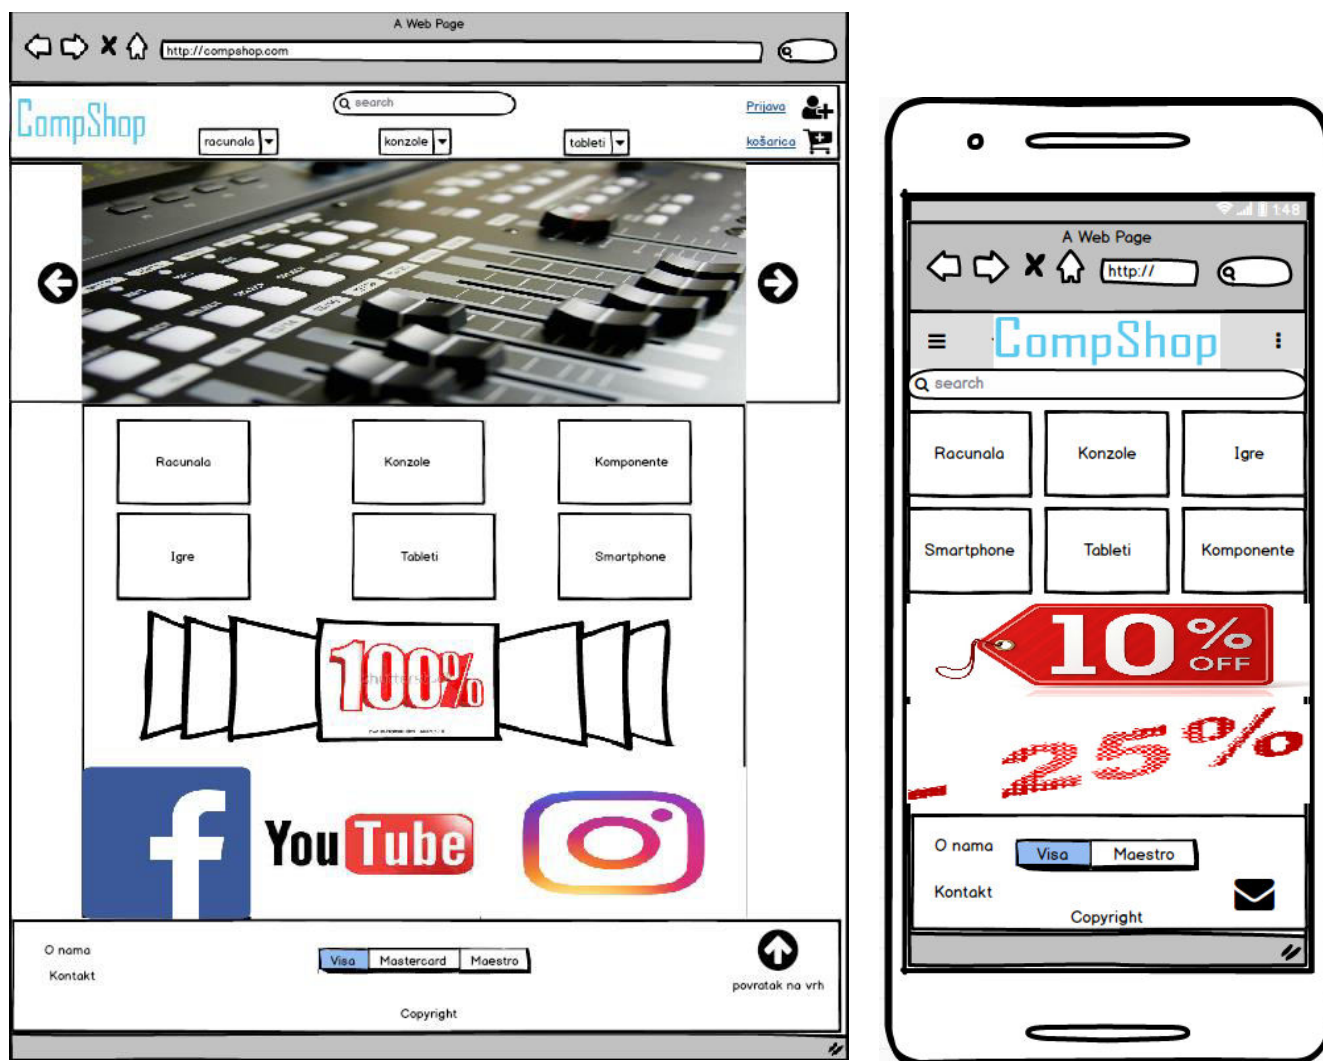 A Web Page
http://compshop.com
search
CompShop
Prijava
racunala
konzole
tableti
košarica
Racunala
Konzole
Komponente
Igre
Tableti
Smartphone
100%
You Tube
O nama
Visa
Mastercard
Maestro
Kontakt
povratak na vrh
Copyright
1:48
A Web Page
http://
CompShop
search
Racunala
Konzole
Igre
Smartphone
Tableti
Komponente
10% OFF
- 25%
O nama
Visa
Maestro
Kontakt
Copyright